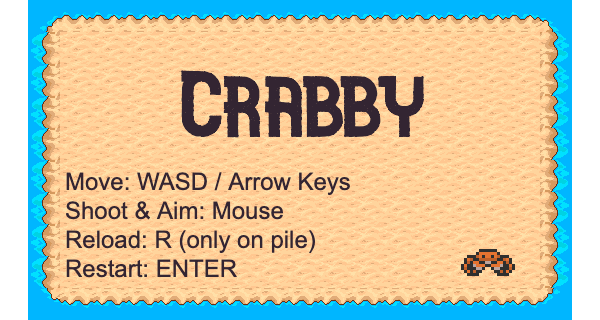 CRABBY
Move: WASD / Arrow Keys
Shoot & Aim: Mouse
Reload: R (only on pile)
Restart: ENTER